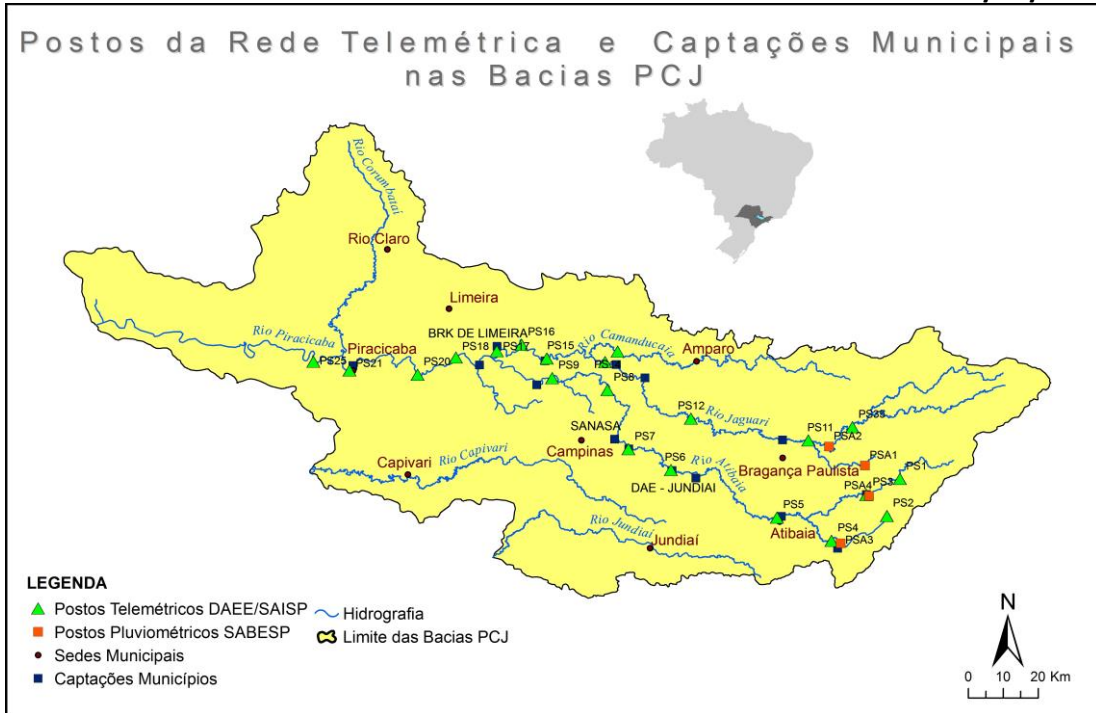 Postos da Rede Telemétrica e Captações Municipais
nas Bacias PCJ
Rio Corumbataí
Rio Claro
Limeira
BRK DE LIMEIRA
PS16
PS18
PS17
PS15
Rio Camanducaia
Amparo
Rio Piracicaba
Piracicaba
PS25
PS21
PS20
PS9
PS8
PS12
Rio Jaguari
PS11
PS38
PSA2
SANASA
Campinas
PS7
Rio Atibaia
Bragança Paulista
PSA1
Capivari
Rio Capivari
PS6
DAE - JUNDIAI
PS1
PSA4
PS3
PS2
PS5
Atibaia
PS4
PSA3
Rio Jundiaí
Jundiaí
LEGENDA
Postos Telemétricos DAEE/SAISP
Hidrografia
Postos Pluviométricos SABESP
Limite das Bacias PCJ
Sedes Municipais
Captações Municípios
N
0 10 20 Km